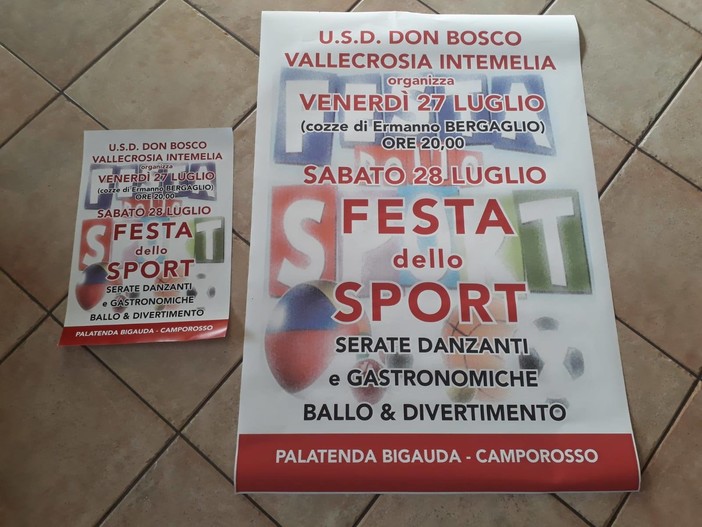 U.S.D. DON BOSCO
VALLECROSIA INTEMELIA
organizza
VENERDÌ 27 LUGLIO
(cozze di Ermanno BERGAGLIO)
ORE 20,00
SABATO 28 LUGLIO
FESTA
dello
SPORT
SERATE DANZANTI
e GASTRONOMICHE
BALLO & DIVERTIMENTO
PALATENDA BIGAUDA - CAMPOROSSO
U.S.D. DON BOSCO
VALLECROSIA INTEMELIA
organizza
VENERDÌ 27 LUGLIO
(cozze di Ermanno BERGAGLIO)
ORE 20,00
SABATO 28 LUGLIO
FESTA
dello
SPORT
FESTA
dello
SPORT
SERATE DANZANTI
e GASTRONOMICHE
BALLO & DIVERTIMENTO
PALATENDA BIGAUDA - CAMPOROSSO